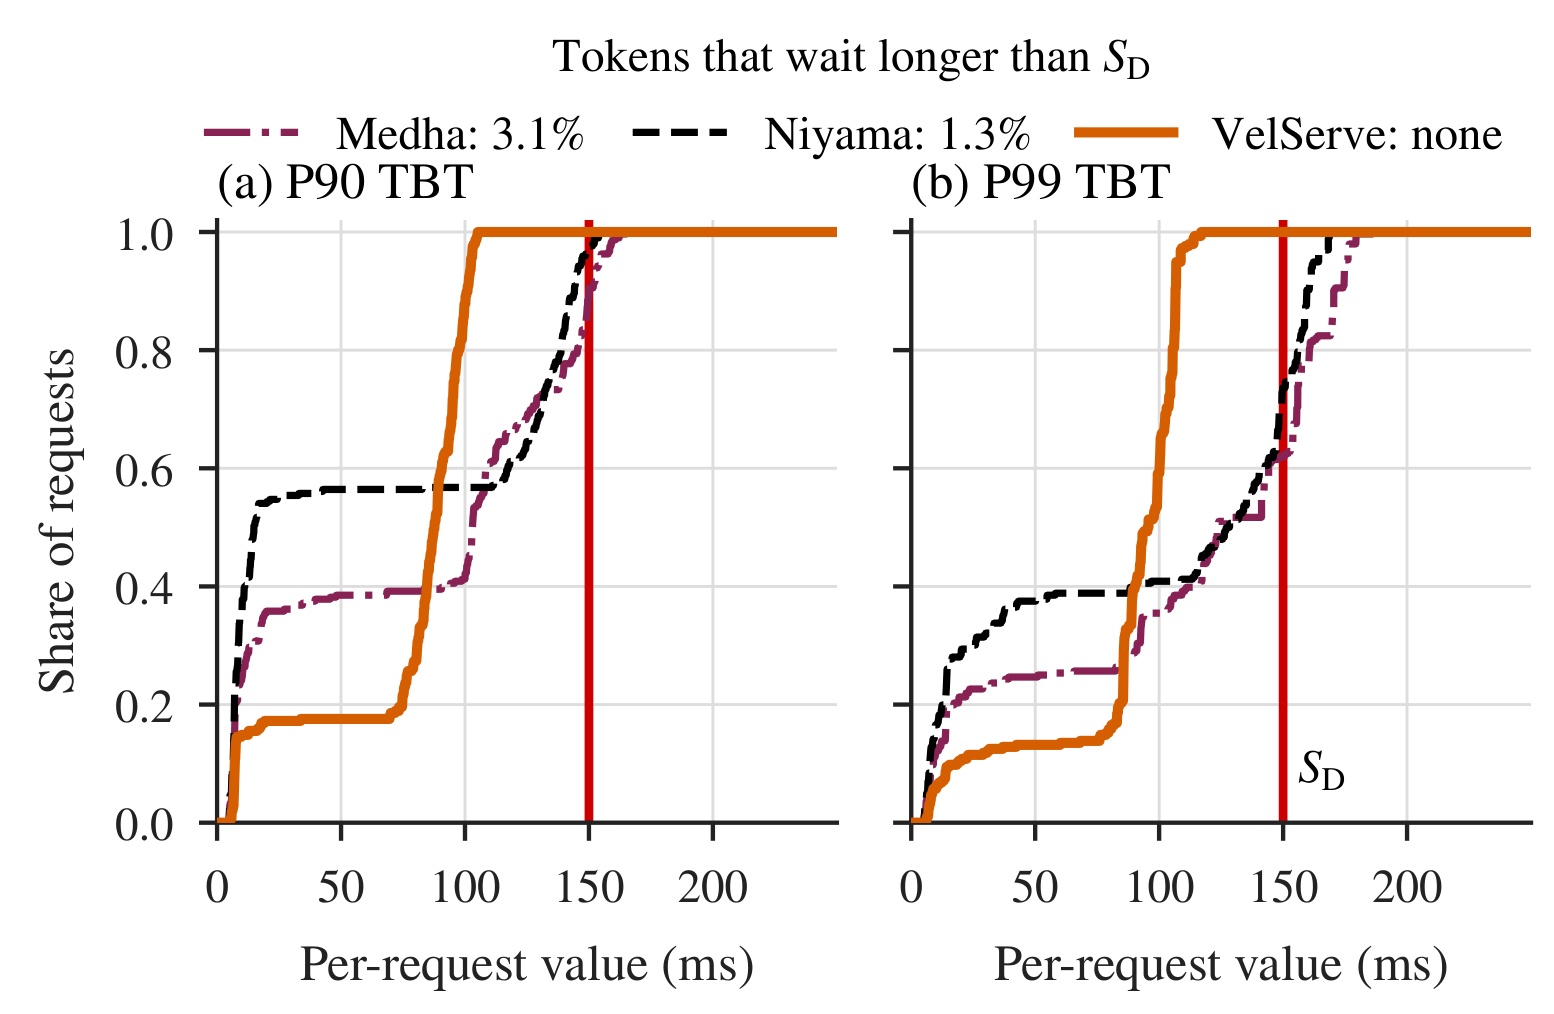 Tokens that wait longer than S_D
Medha: 3.1% Niyama: 1.3% VelServe: none
(a) P90 TBT
(b) P99 TBT
Share of requests
1.0
0.8
0.6
0.4
0.2
0.0
0 50 100 150 200
Per-request value (ms)
S_D
0 50 100 150 200
Per-request value (ms)